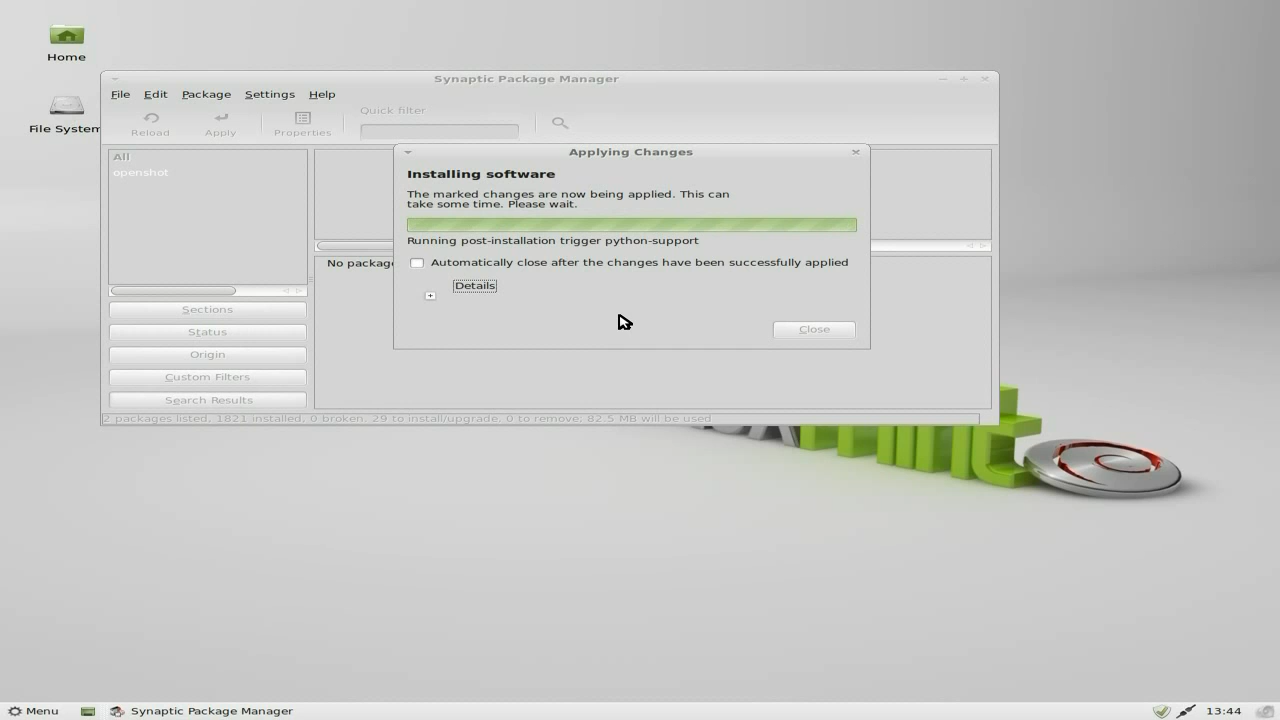 Home
File System
Synaptic Package Manager
File Edit Package Settings Help
Quick filter
Reload Apply Properties
All
openshot
Applying Changes
Installing software
The marked changes are now being applied. This can
take some time. Please wait.
Running post-installation trigger python-support
Automatically close after the changes have been successfully applied
Details
Close
No package
Sections
Status
Origin
Custom Filters
Search Results
2 packages listed, 1821 installed, 0 broken. 29 to install/upgrade, 0 to remove; 82.5 MB will be used
Menu
Synaptic Package Manager
13:44